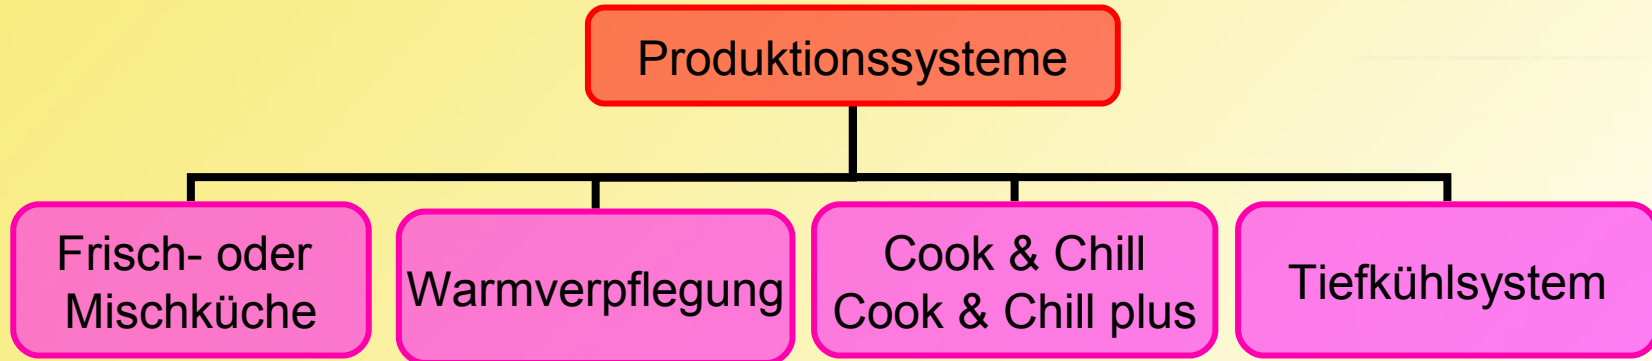 Produktionssysteme
Frisch- oder
Mischküche
Warmverpflegung
Cook & Chill
Cook & Chill plus
Tiefkühlsystem